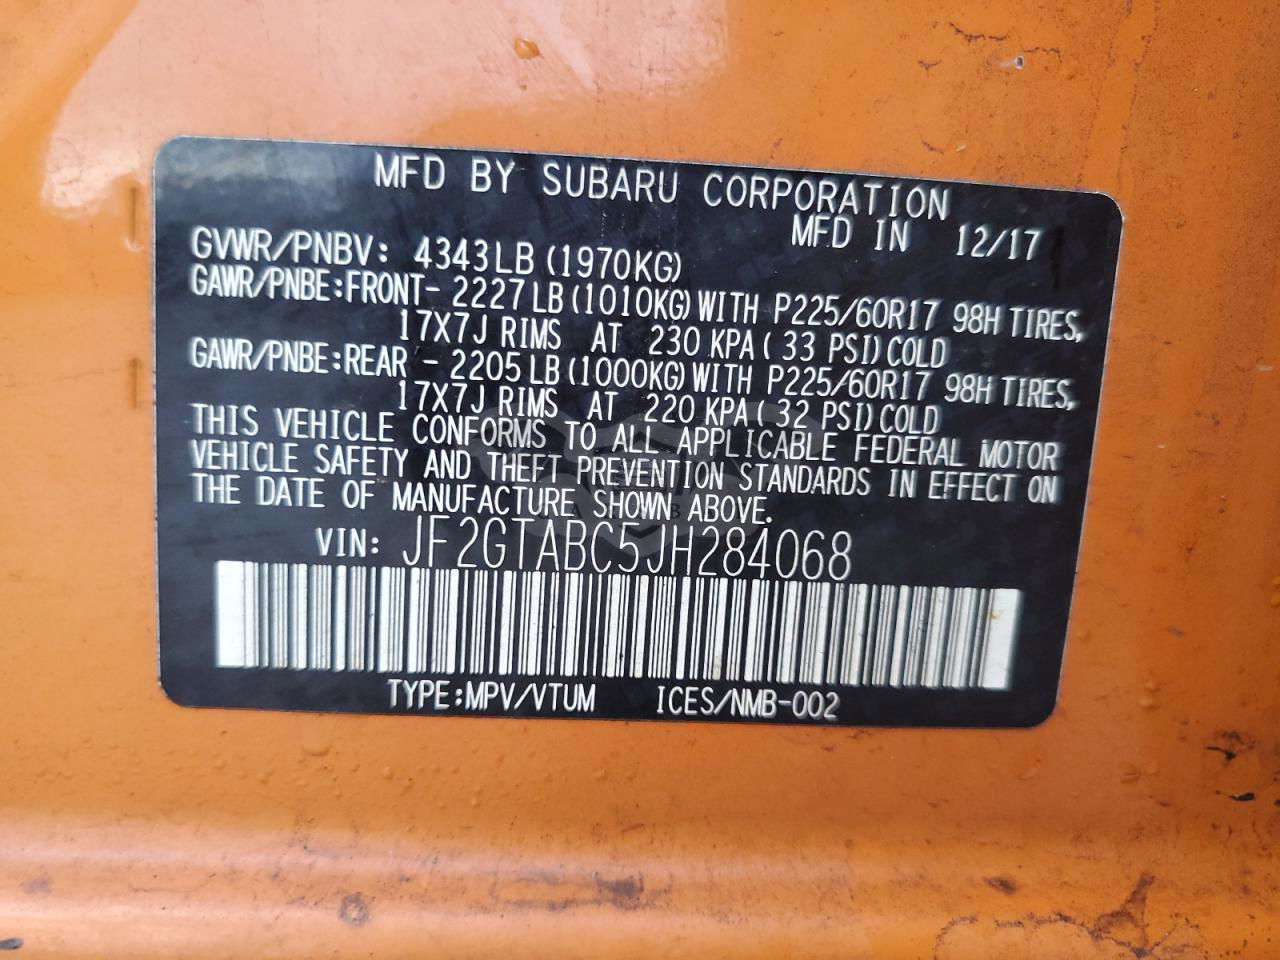 MFD BY SUBARU CORPORATION
MFD IN 12/17
GVWR/PNBV: 4343LB (1970KG)
GAWR/PNBE:FRONT- 2227 LB (1010KG) WITH P225/60R17 98H TIRES,
17X7J RIMS AT 230 KPA ( 33 PSI) COLD
GAWR/PNBE:REAR - 2205 LB (1000KG) WITH P225/60R17 98H TIRES,
17X7J RIMS AT 220 KPA ( 32 PSI) COLD
THIS VEHICLE CONFORMS TO ALL APPLICABLE FEDERAL MOTOR
VEHICLE SAFETY AND THEFT PREVENTION STANDARDS IN EFFECT ON
THE DATE OF MANUFACTURE SHOWN ABOVE.
VIN: JF2GTABC5JH284068
TYPE:MPV/VTUM ICES/NMB-002